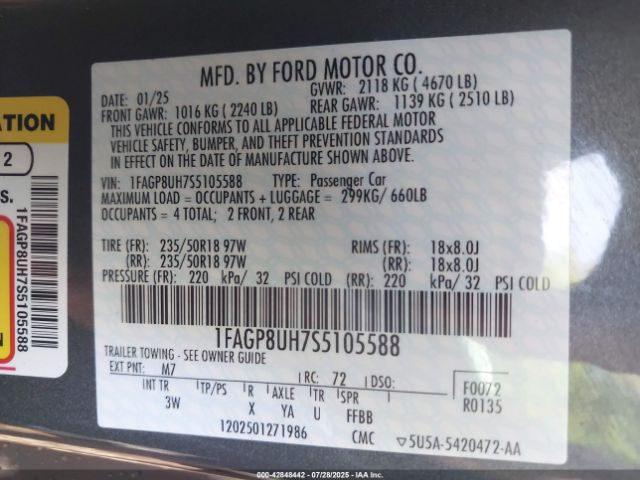 MFD. BY FORD MOTOR CO.
DATE: 01/25
GVWR: 2118 KG ( 4670 LB)
FRONT GAWR: 1016 KG ( 2240 LB)
REAR GAWR: 1139 KG ( 2510 LB)
THIS VEHICLE CONFORMS TO ALL APPLICABLE FEDERAL MOTOR
VEHICLE SAFETY, BUMPER, AND THEFT PREVENTION STANDARDS
IN EFFECT ON THE DATE OF MANUFACTURE SHOWN ABOVE.
VIN: 1FAGP8UH7S5105588 TYPE: Passenger Car
MAXIMUM LOAD = OCCUPANTS + LUGGAGE = 299KG/ 660LB
OCCUPANTS = 4 TOTAL; 2 FRONT, 2 REAR
TIRE (FR): 235/50R18 97W RIMS (FR): 18x8.0J
(RR): 235/50R18 97W (RR): 18x8.0J
PRESSURE (FR): 220 kPa/ 32 PSI COLD (RR): 220 kPa/ 32 PSI COLD
1FAGP8UH7S5105588
TRAILER TOWING - SEE OWNER GUIDE
EXT PNT: M7 RC: 72 DSO:
F0072
R0135
INT TR TP/PS R AXLE TR SPR
3W X YA U FFBB
1202501271986 CMC 5U5A-5420472-AA
ATION
2
S.
1FAGP8UH7S5105588
000-42848442 07/28/2025 IAAI.COM